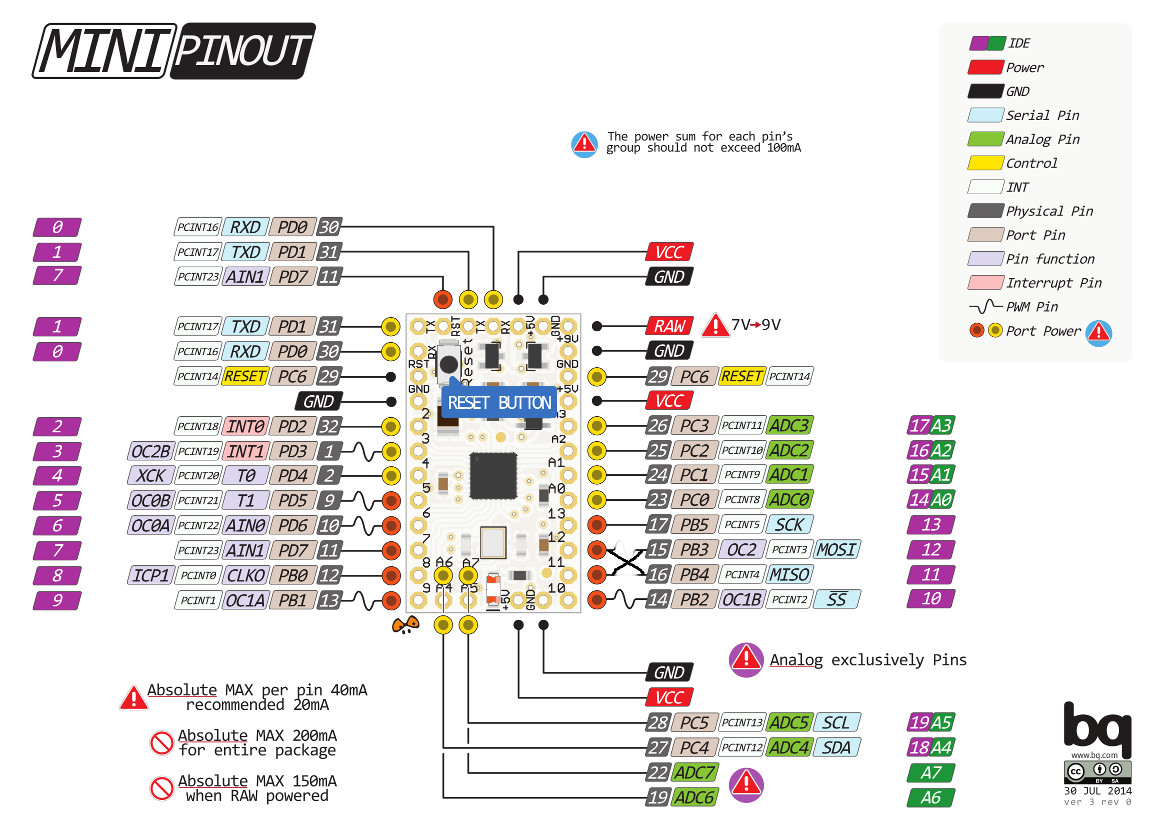 MINI PINOUT
IDE
Power
GND
Serial Pin
Analog Pin
Control
INT
Physical Pin
Port Pin
Pin function
Interrupt Pin
PWM Pin
Port Power
The power sum for each pin's
group should not exceed 100mA
0 PCINT16 RXD PD0 30
1 PCINT17 TXD PD1 31
7 PCINT23 AIN1 PD7 11
VCC
GND
1 PCINT17 TXD PD1 31
0 PCINT16 RXD PD0 30
PCINT14 RESET PC6 29
GND
2 PCINT18 INT0 PD2 32
3 OC2B PCINT19 INT1 PD3 1
4 XCK PCINT20 T0 PD4 2
5 OC0B PCINT21 T1 PD5 9
6 OC0A PCINT22 AIN0 PD6 10
7 PCINT23 AIN1 PD7 11
8 ICP1 PCINT0 CLKO PB0 12
9 PCINT1 OC1A PB1 13
TX RST TX RX +5V GND
RX Reset
+9V
RST GND
GND +5V
RESET BUTTON
2
3 A2
4 A1
5 A0
6 13
7 12
8 A6 A7 11
9 A4 A5 +5V GND 10
RAW 7V→9V
GND
29 PC6 RESET PCINT14
VCC
26 PC3 PCINT11 ADC3 17 A3
25 PC2 PCINT10 ADC2 16 A2
24 PC1 PCINT9 ADC1 15 A1
23 PC0 PCINT8 ADC0 14 A0
17 PB5 PCINT5 SCK 13
15 PB3 OC2 PCINT3 MOSI 12
16 PB4 PCINT4 MISO 11
14 PB2 OC1B PCINT2 SS 10
Analog exclusively Pins
GND
VCC
28 PC5 PCINT13 ADC5 SCL 19 A5
27 PC4 PCINT12 ADC4 SDA 18 A4
22 ADC7 A7
19 ADC6 A6
Absolute MAX per pin 40mA
recommended 20mA
Absolute MAX 200mA
for entire package
Absolute MAX 150mA
when RAW powered
bq
www.bq.com
cc BY SA
30 JUL 2014
ver 3 rev 0